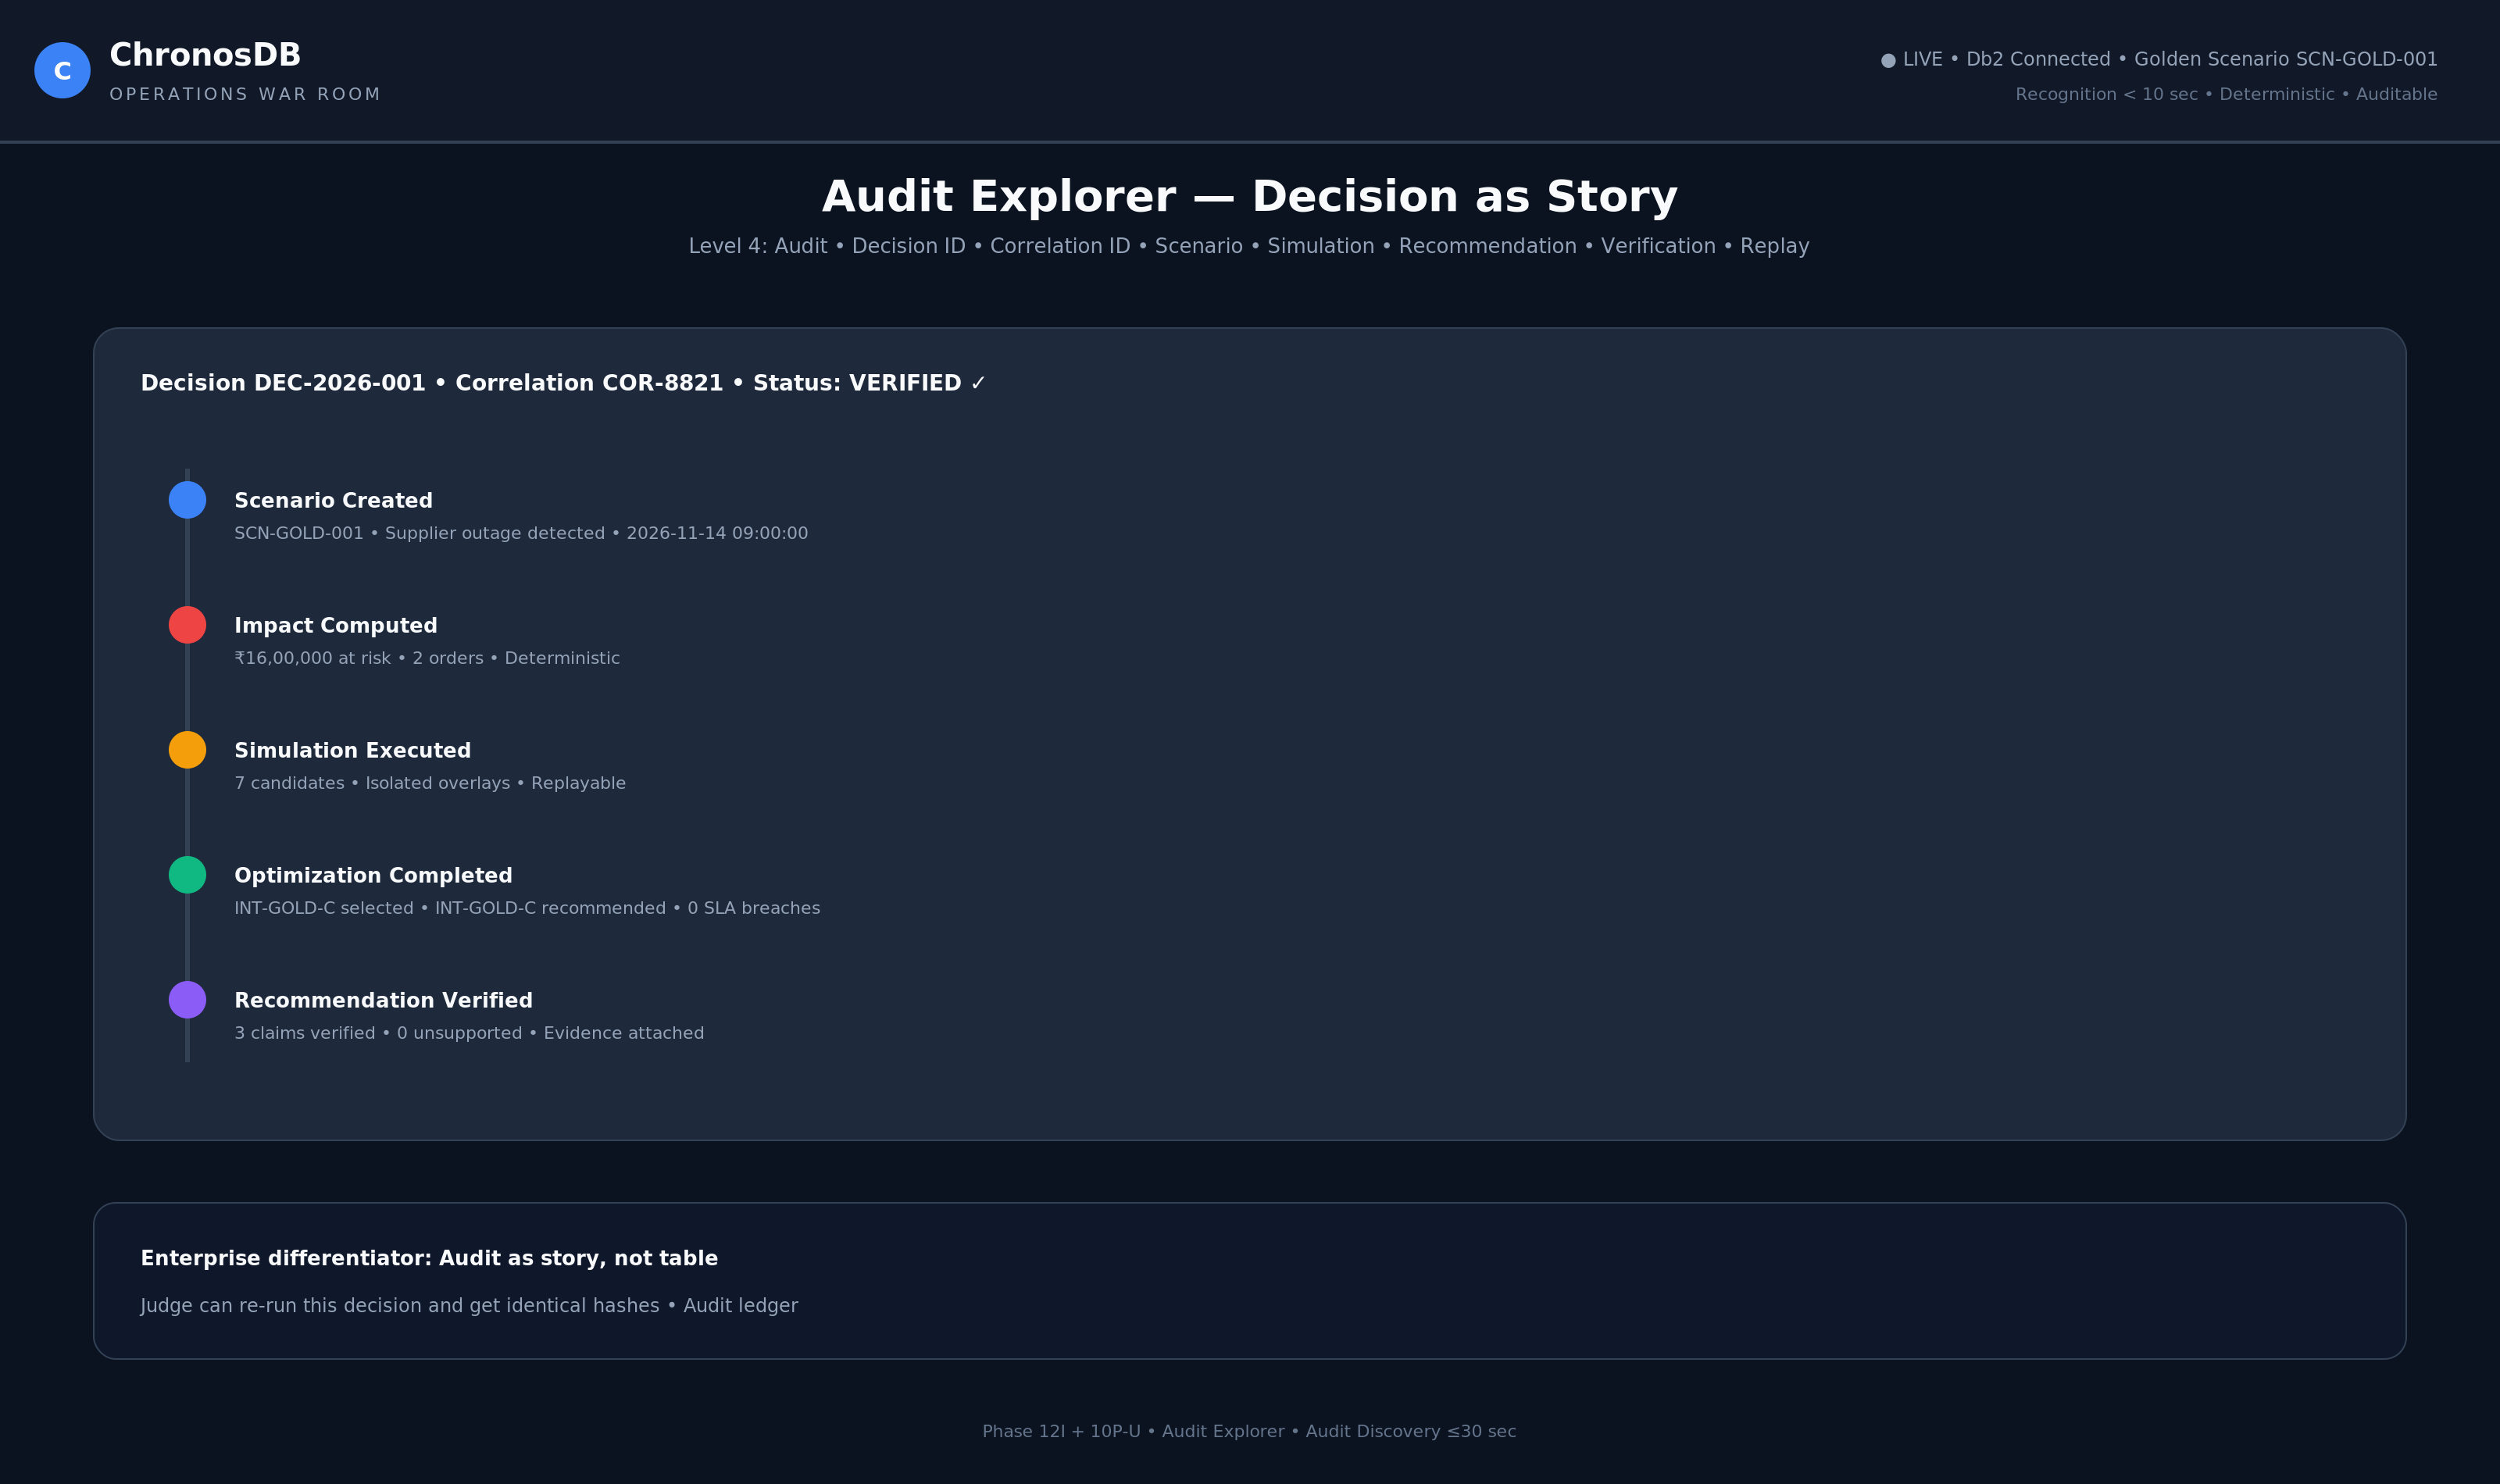 C
ChronosDB
OPERATIONS WAR ROOM
● LIVE • Db2 Connected • Golden Scenario SCN-GOLD-001
Recognition < 10 sec • Deterministic • Auditable
Audit Explorer — Decision as Story
Level 4: Audit • Decision ID • Correlation ID • Scenario • Simulation • Recommendation • Verification • Replay
Decision DEC-2026-001 • Correlation COR-8821 • Status: VERIFIED ✓
Scenario Created
SCN-GOLD-001 • Supplier outage detected • 2026-11-14 09:00:00
Impact Computed
₹16,00,000 at risk • 2 orders • Deterministic
Simulation Executed
7 candidates • Isolated overlays • Replayable
Optimization Completed
INT-GOLD-C selected • INT-GOLD-C recommended • 0 SLA breaches
Recommendation Verified
3 claims verified • 0 unsupported • Evidence attached
Enterprise differentiator: Audit as story, not table
Judge can re-run this decision and get identical hashes • Audit ledger
Phase 12I + 10P-U • Audit Explorer • Audit Discovery ≤30 sec